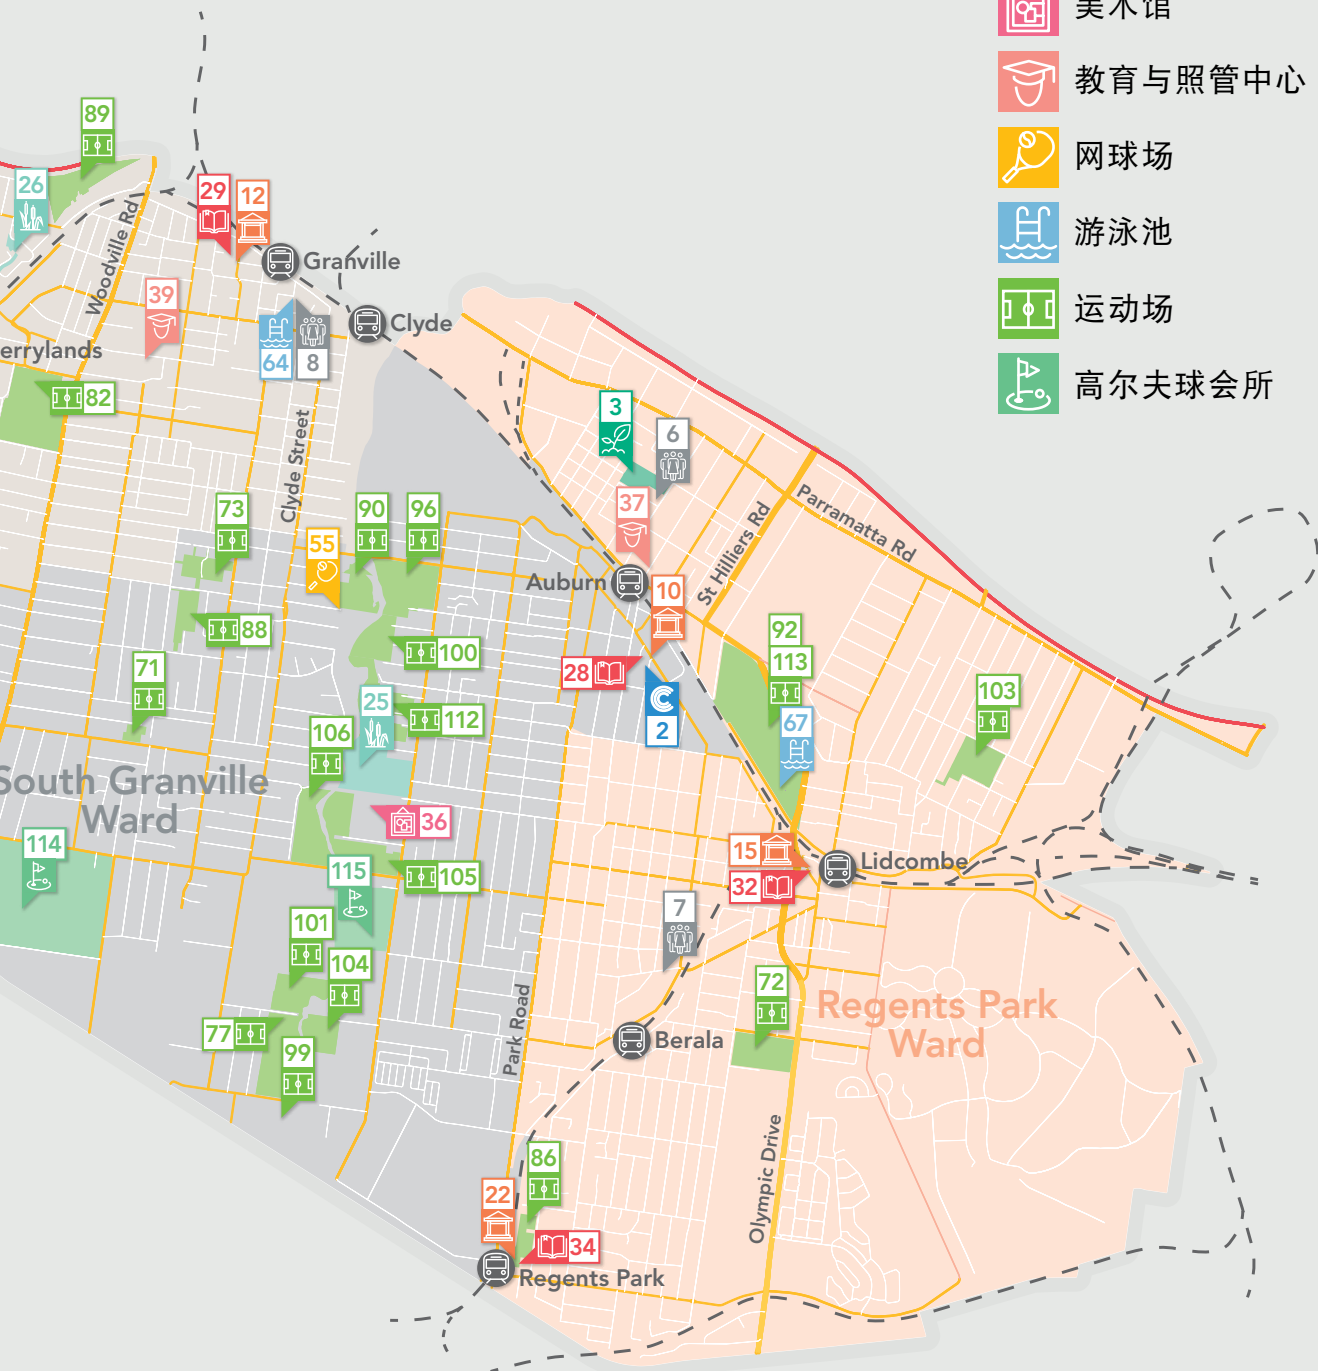 美术馆
教育与照管中心
网球场
游泳池
运动场
高尔夫球会所
89
26
29
12
Woodville Rd
Granville
39
Clyde
64
8
errylands
82
3
6
Clyde Street
73
90
96
37
Parramatta Rd
St Hilliers Rd
55
Auburn
10
88
100
92
113
71
28
103
25
112
2
67
106
South Granville
Ward
36
114
115
105
15
Lidcombe
32
7
101
104
72
Regents Park
Ward
77
99
Park Road
Berala
86
Olympic Drive
22
34
Regents Park